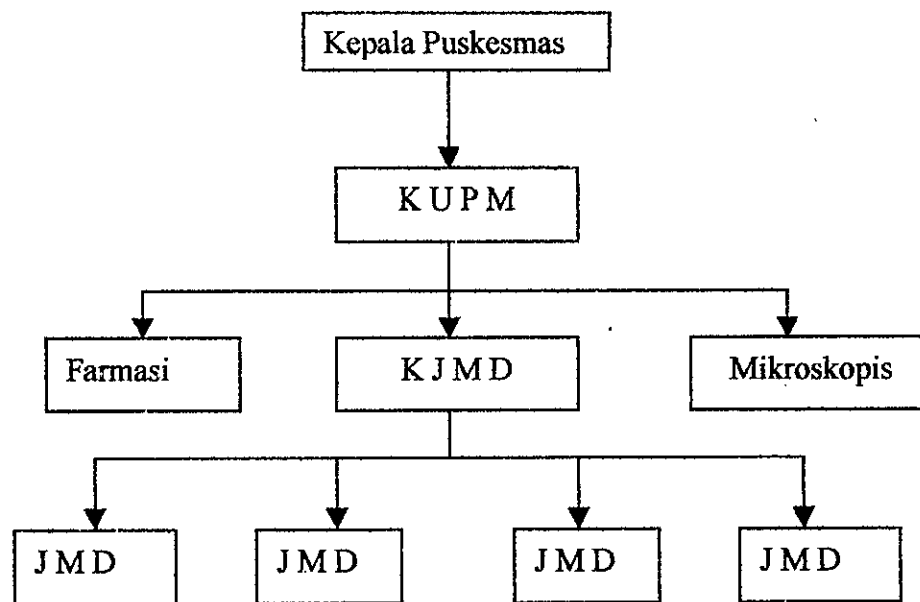 Kepala Puskesmas
K U P M
Farmasi
K J M D
Mikroskopis
J M D
J M D
J M D
J M D